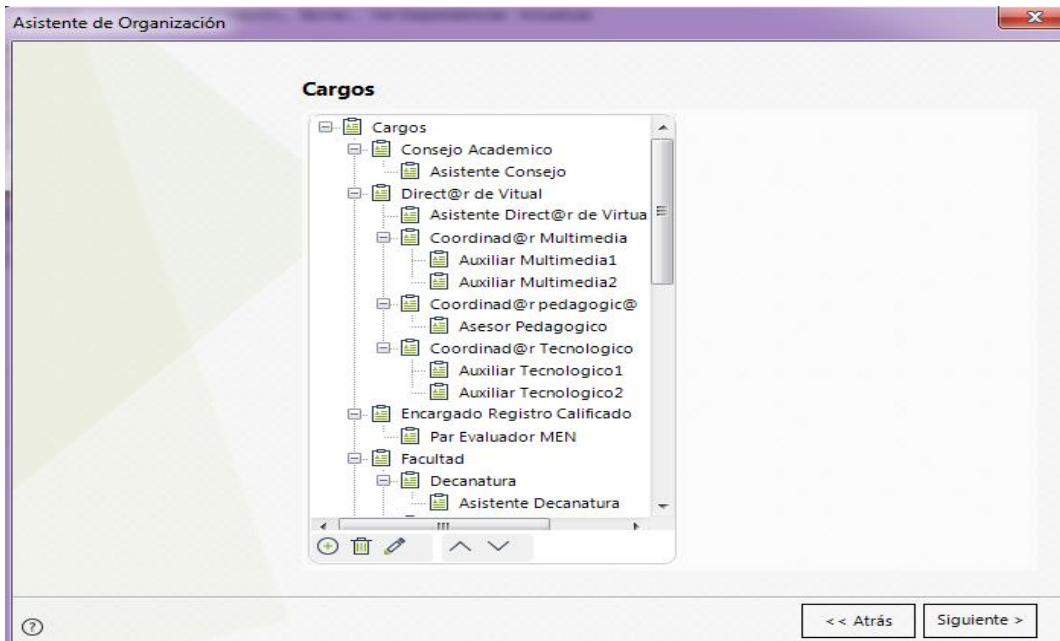 Asistente de Organización
Cargos
Cargos
Consejo Academico
Asistente Consejo
Direct@r de Vitual
Asistente Direct@r de Virtua
Coordinad@r Multimedia
Auxiliar Multimedia1
Auxiliar Multimedia2
Coordinad@r pedagogic@
Asesor Pedagogico
Coordinad@r Tecnologico
Auxiliar Tecnologico1
Auxiliar Tecnologico2
Encargado Registro Calificado
Par Evaluador MEN
Facultad
Decanatura
Asistente Decanatura
<< Atrás
Siguiente >